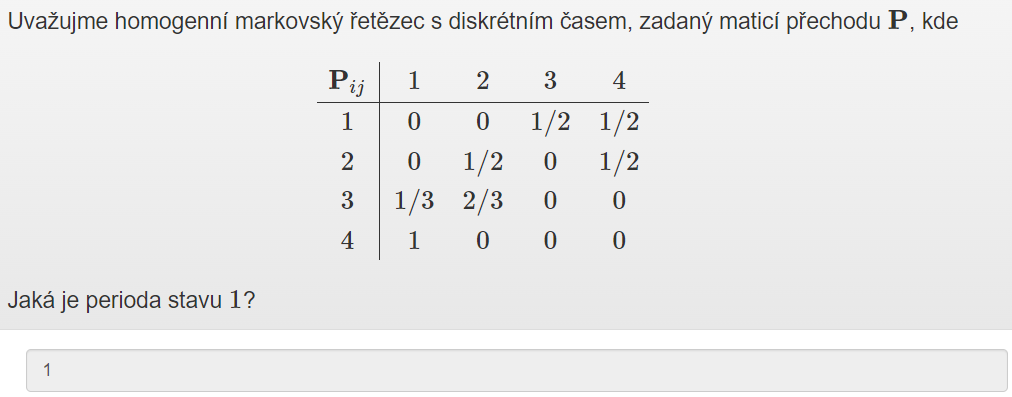 Uvažujme homogenní markovský řetězec s diskrétním časem, zadaný maticí přechodu P, kde
P_ij 1 2 3 4
1 0 0 1/2 1/2
2 0 1/2 0 1/2
3 1/3 2/3 0 0
4 1 0 0 0
Jaká je perioda stavu 1?
1